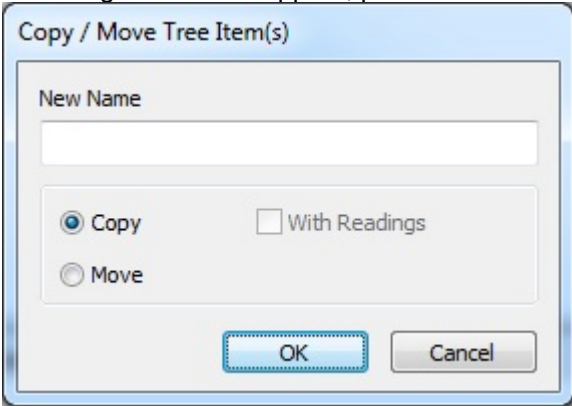 Copy / Move Tree Item(s)
New Name
Copy
With Readings
Move
OK
Cancel